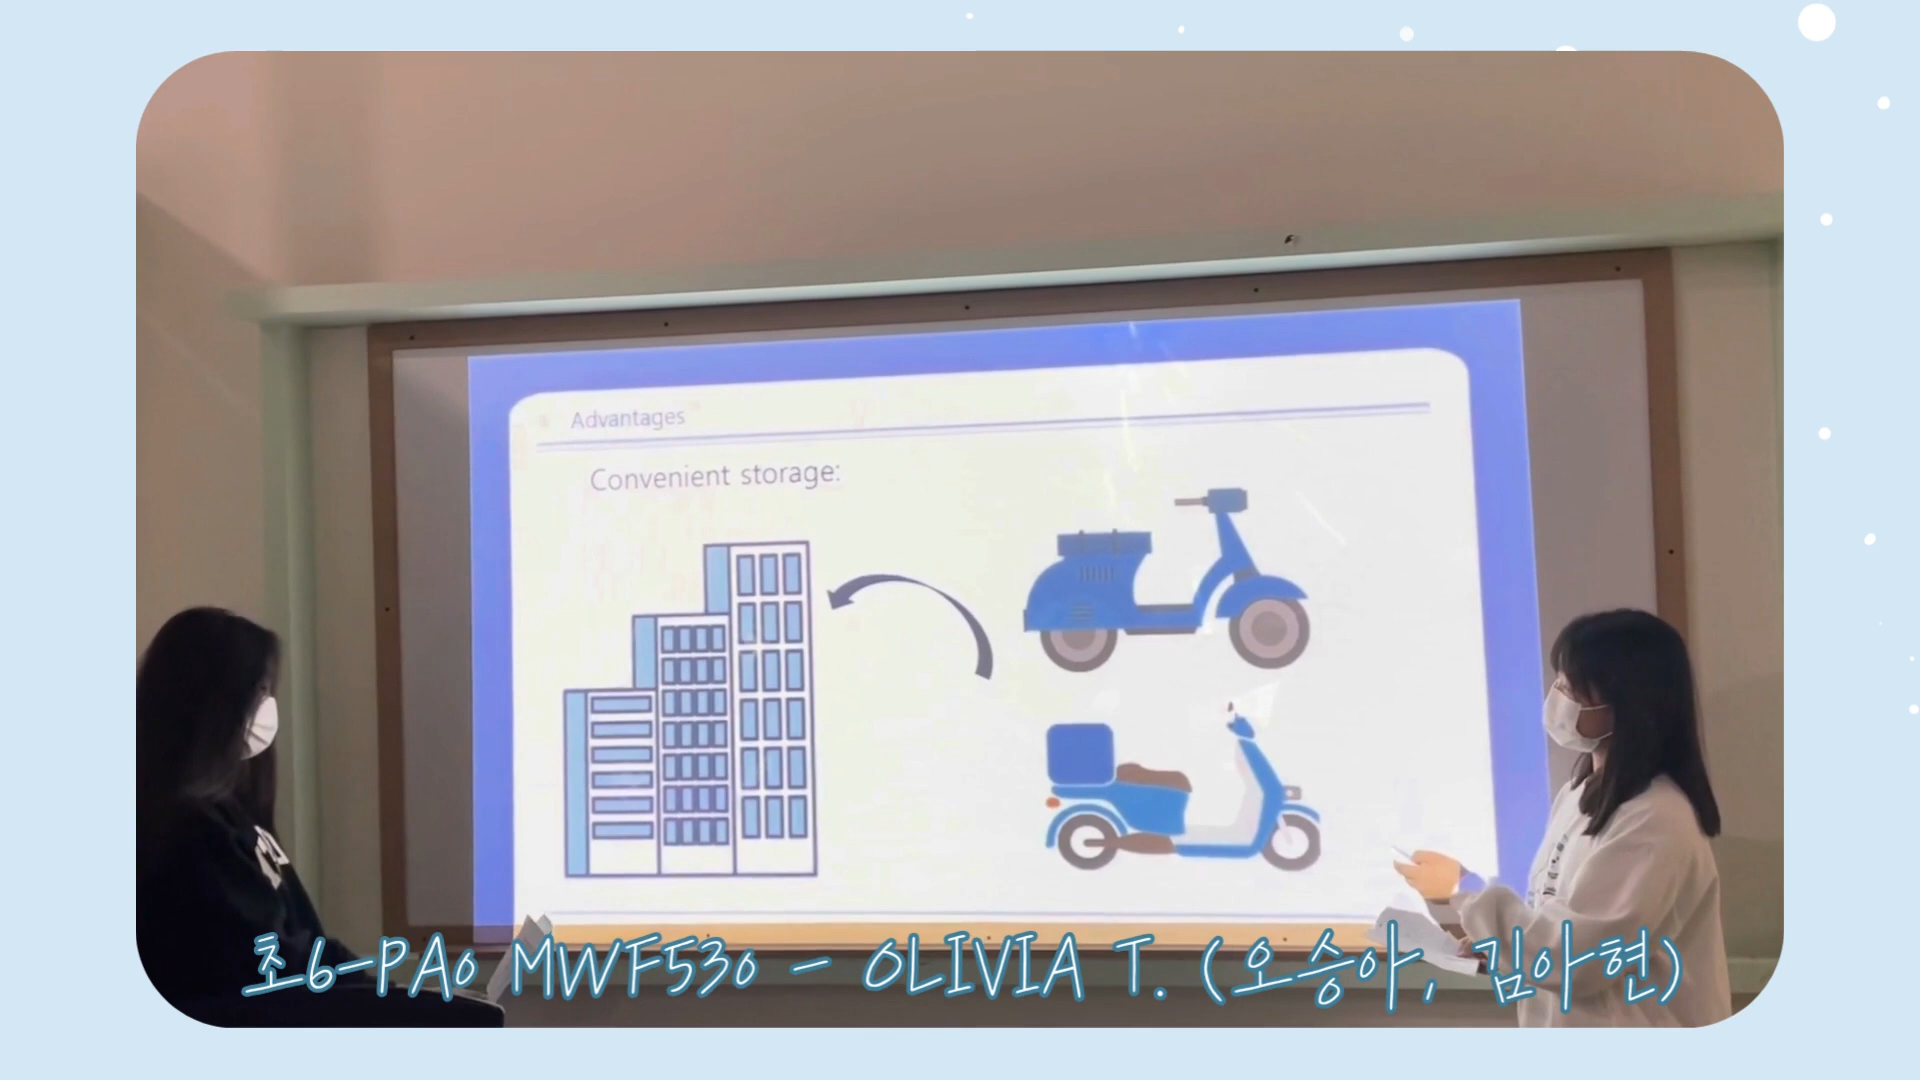 Advantages
Convenient storage:
초6-PA0 MWF530 - OLIVIA T. (오승아, 김아현)